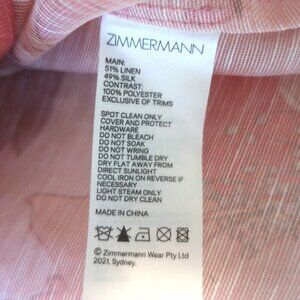 ZIMMERMANN
MAIN:
51% LINEN
49% SILK
CONTRAST:
100% POLYESTER
EXCLUSIVE OF TRIMS
SPOT CLEAN ONLY
COVER AND PROTECT
HARDWARE
DO NOT BLEACH
DO NOT SOAK
DO NOT WRING
DO NOT TUMBLE DRY
DRY FLAT AWAY FROM
DIRECT SUNLIGHT
COOL IRON ON REVERSE IF
NECESSARY
LIGHT STEAM ONLY
DO NOT DRY CLEAN
MADE IN CHINA
© Zimmermann Wear Pty Ltd
2021, Sydney.